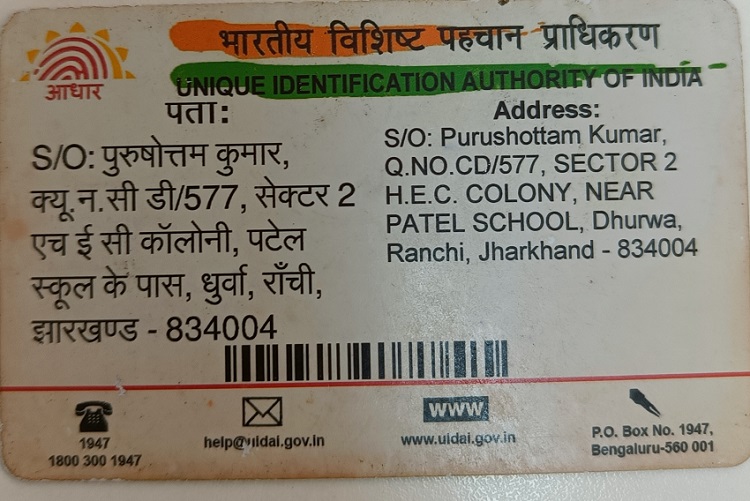 भारतीय विशिष्ट पहचान प्राधिकरण
आधार
UNIQUE IDENTIFICATION AUTHORITY OF INDIA
पता:
S/O: पुरुषोत्तम कुमार,
क्यू.न.सी डी/577, सेक्टर 2
एच ई सी कॉलोनी, पटेल
स्कूल के पास, धुर्वा, राँची,
झारखण्ड - 834004
Address:
S/O: Purushottam Kumar,
Q.NO.CD/577, SECTOR 2
H.E.C. COLONY, NEAR
PATEL SCHOOL, Dhurwa,
Ranchi, Jharkhand - 834004
1947
1800 300 1947
help@uidai.gov.in
WWW
www.uidai.gov.in
P.O. Box No. 1947,
Bengaluru-560 001